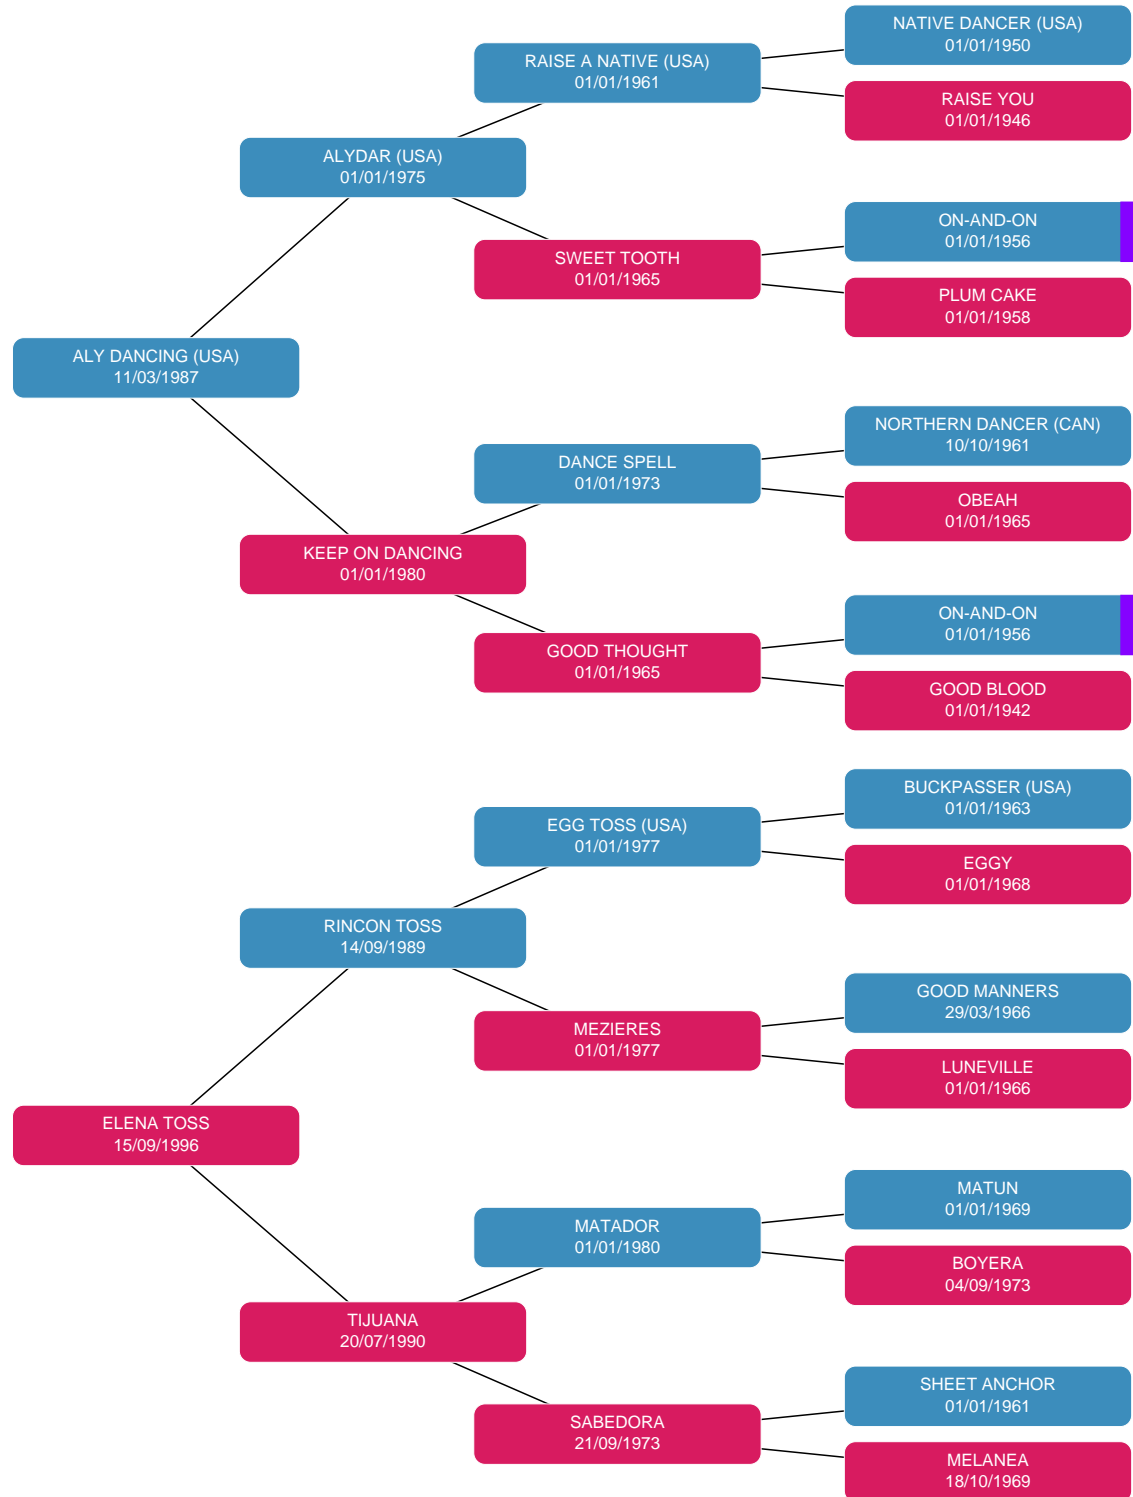 NATIVE DANCER (USA)
01/01/1950
RAISE A NATIVE (USA)
01/01/1961
RAISE YOU
01/01/1946
ALYDAR (USA)
01/01/1975
ON-AND-ON
01/01/1956
SWEET TOOTH
01/01/1965
PLUM CAKE
01/01/1958
ALY DANCING (USA)
11/03/1987
NORTHERN DANCER (CAN)
10/10/1961
DANCE SPELL
01/01/1973
OBEAH
01/01/1965
KEEP ON DANCING
01/01/1980
ON-AND-ON
01/01/1956
GOOD THOUGHT
01/01/1965
GOOD BLOOD
01/01/1942
BUCKPASSER (USA)
01/01/1963
EGG TOSS (USA)
01/01/1977
EGGY
01/01/1968
RINCON TOSS
14/09/1989
GOOD MANNERS
29/03/1966
MEZIERES
01/01/1977
LUNEVILLE
01/01/1966
ELENA TOSS
15/09/1996
MATUN
01/01/1969
MATADOR
01/01/1980
BOYERA
04/09/1973
TIJUANA
20/07/1990
SHEET ANCHOR
01/01/1961
SABEDORA
21/09/1973
MELANEA
18/10/1969